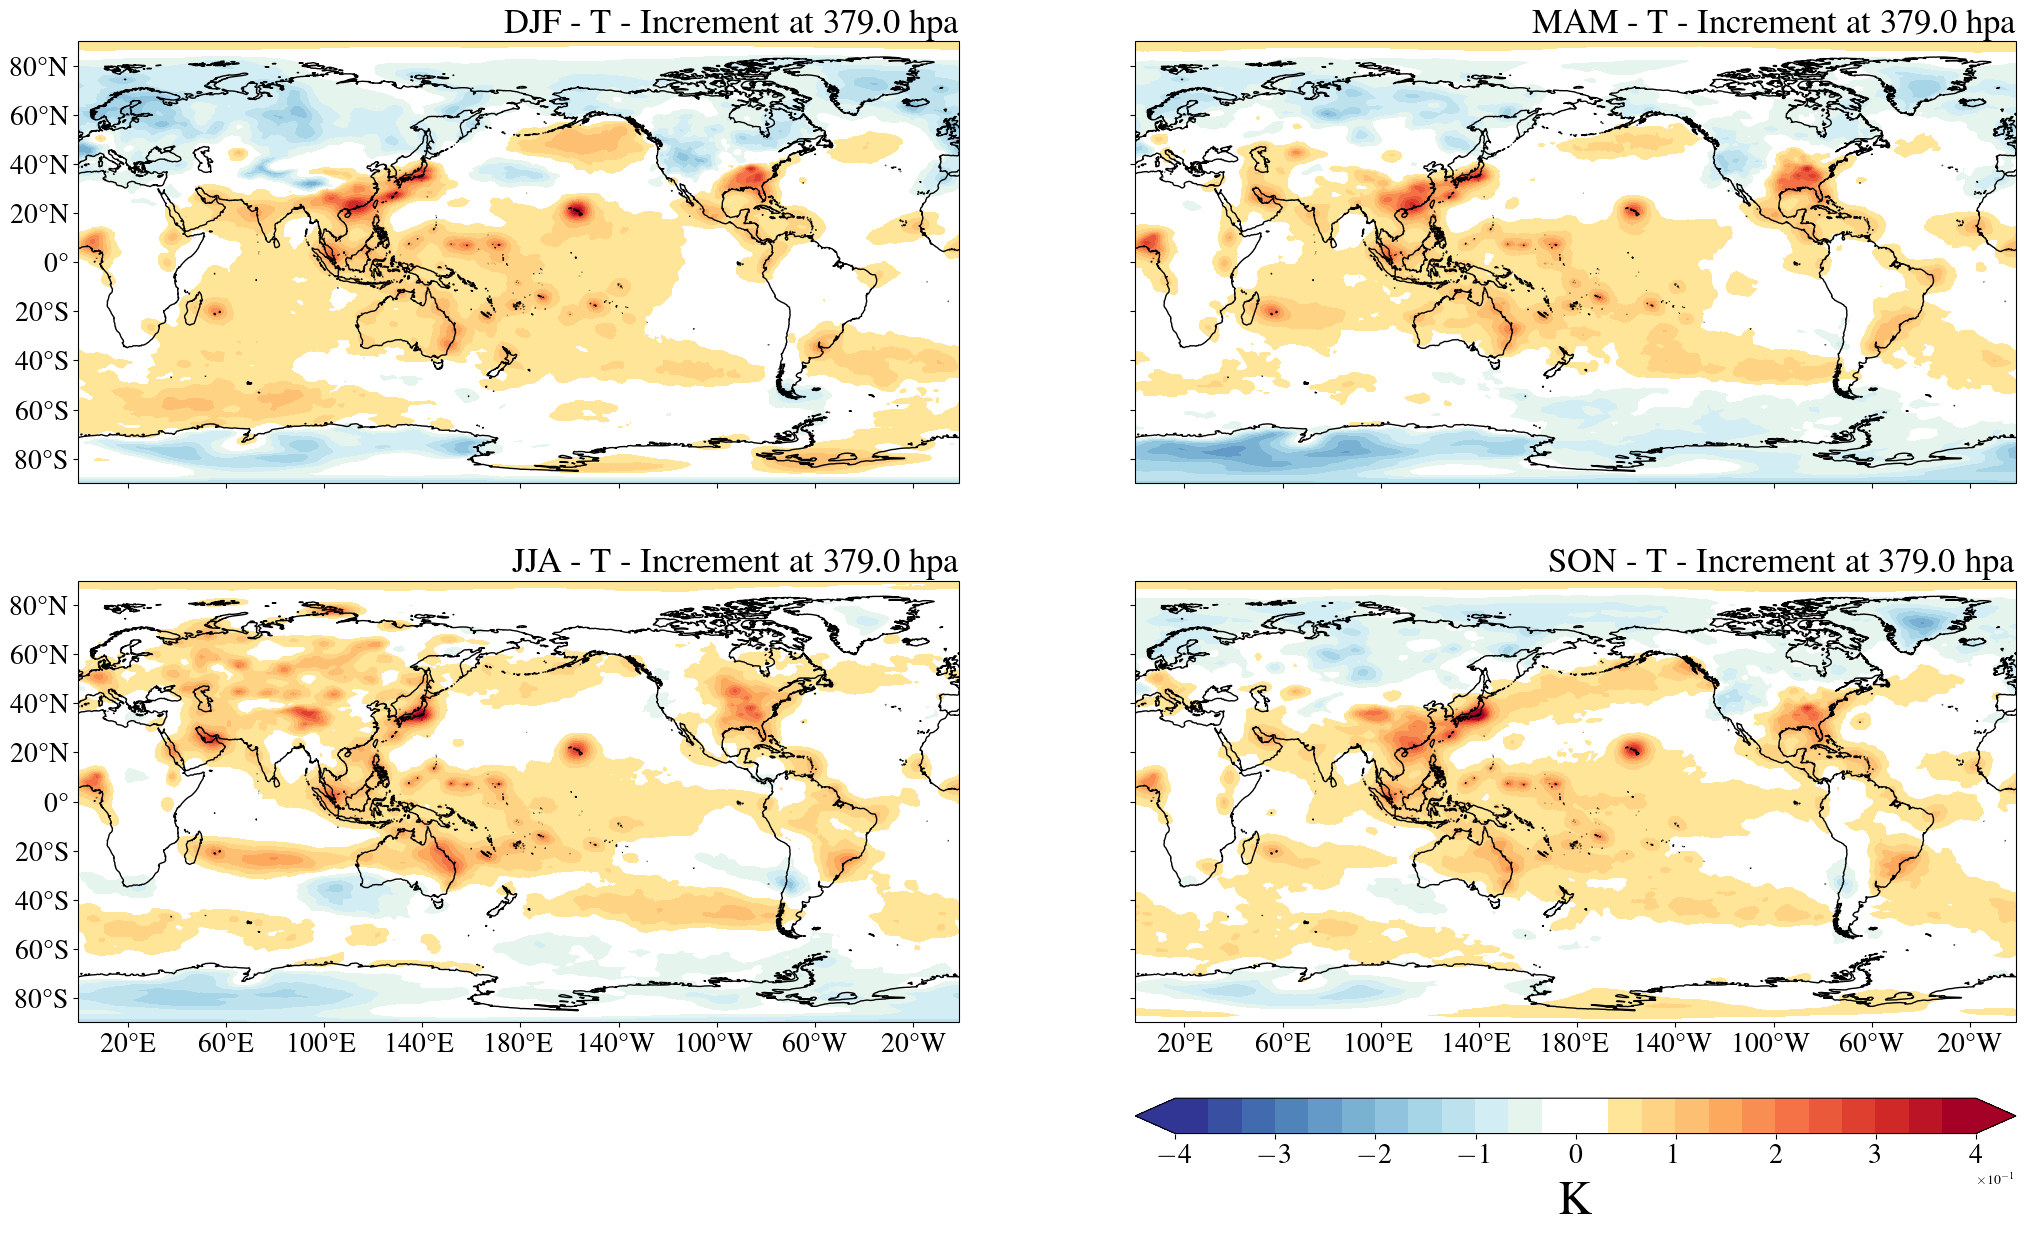 DJF - T - Increment at 379.0 hpa
MAM - T - Increment at 379.0 hpa
80°N
60°N
40°N
20°N
0°
20°S
40°S
60°S
80°S
JJA - T - Increment at 379.0 hpa
SON - T - Increment at 379.0 hpa
80°N
60°N
40°N
20°N
0°
20°S
40°S
60°S
80°S
20°E 60°E 100°E 140°E 180°E 140°W 100°W 60°W 20°W
20°E 60°E 100°E 140°E 180°E 140°W 100°W 60°W 20°W
−4 −3 −2 −1 0 1 2 3 4
×10⁻¹
K